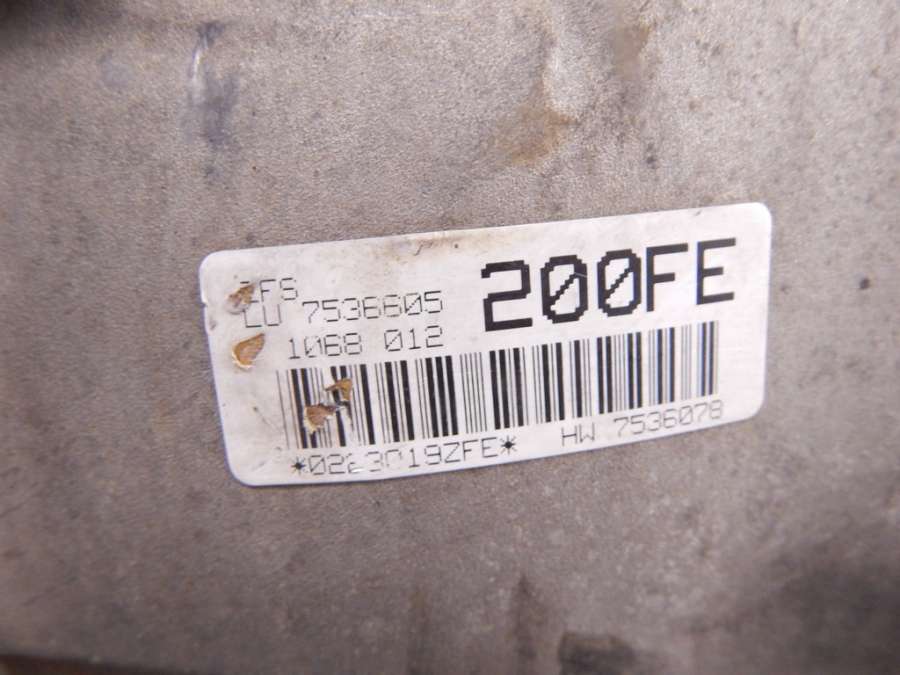 ZFS
LU 7536605
200FE
1068 012
*0223019ZFE* HW 7536078